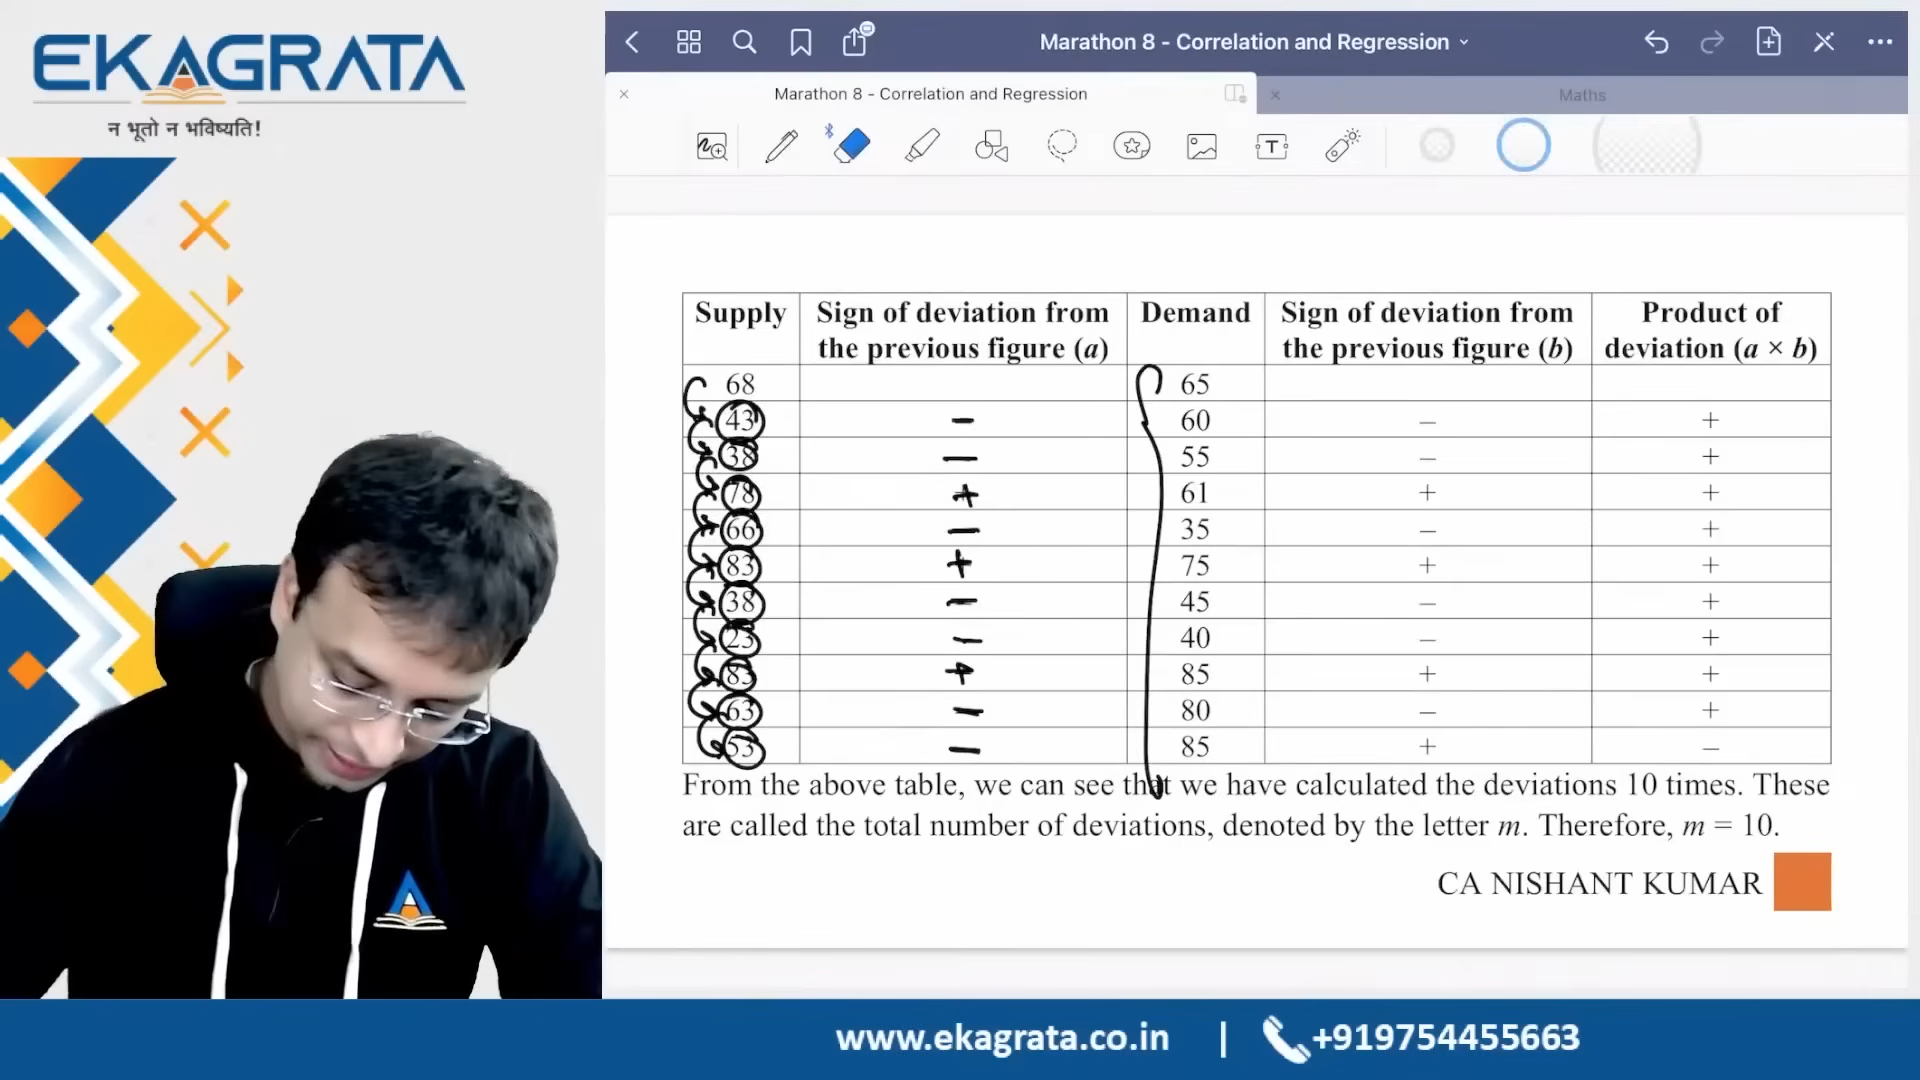 EKAGRATA
न भूतो न भविष्यति!
Marathon 8 - Correlation and Regression
Marathon 8 - Correlation and Regression
Maths
Supply Sign of deviation from the previous figure (a) Demand Sign of deviation from the previous figure (b) Product of deviation (a × b)
68 65
43 − 60 − +
38 − 55 − +
78 + 61 + +
66 − 35 − +
83 + 75 + +
38 − 45 − +
23 − 40 − +
83 + 85 + +
63 − 80 − +
53 − 85 + −
From the above table, we can see that we have calculated the deviations 10 times. These
are called the total number of deviations, denoted by the letter m. Therefore, m = 10.
CA NISHANT KUMAR
www.ekagrata.co.in | +919754455663